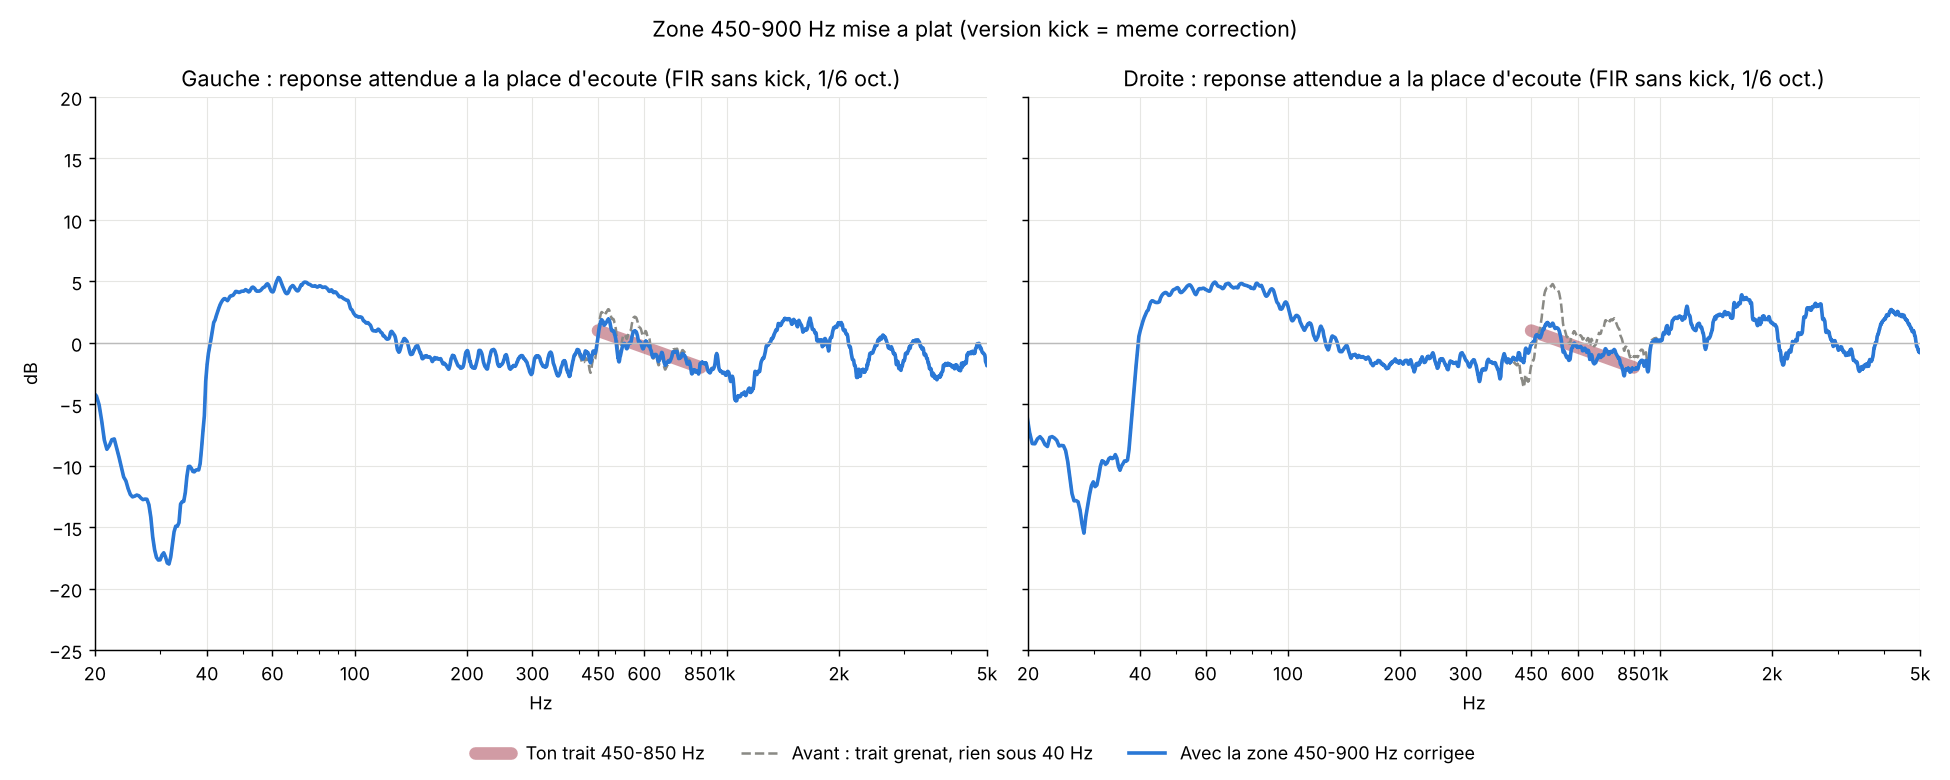 Zone 450-900 Hz mise a plat (version kick = meme correction)
Gauche : reponse attendue a la place d'ecoute (FIR sans kick, 1/6 oct.)
Droite : reponse attendue a la place d'ecoute (FIR sans kick, 1/6 oct.)
20
15
10
5
0
−5
−10
−15
−20
−25
dB
20 40 60 100 200 300 450 600 850 1k 2k 5k
20 40 60 100 200 300 450 600 850 1k 2k 5k
Hz
Hz
Ton trait 450-850 Hz
Avant : trait grenat, rien sous 40 Hz
Avec la zone 450-900 Hz corrigee